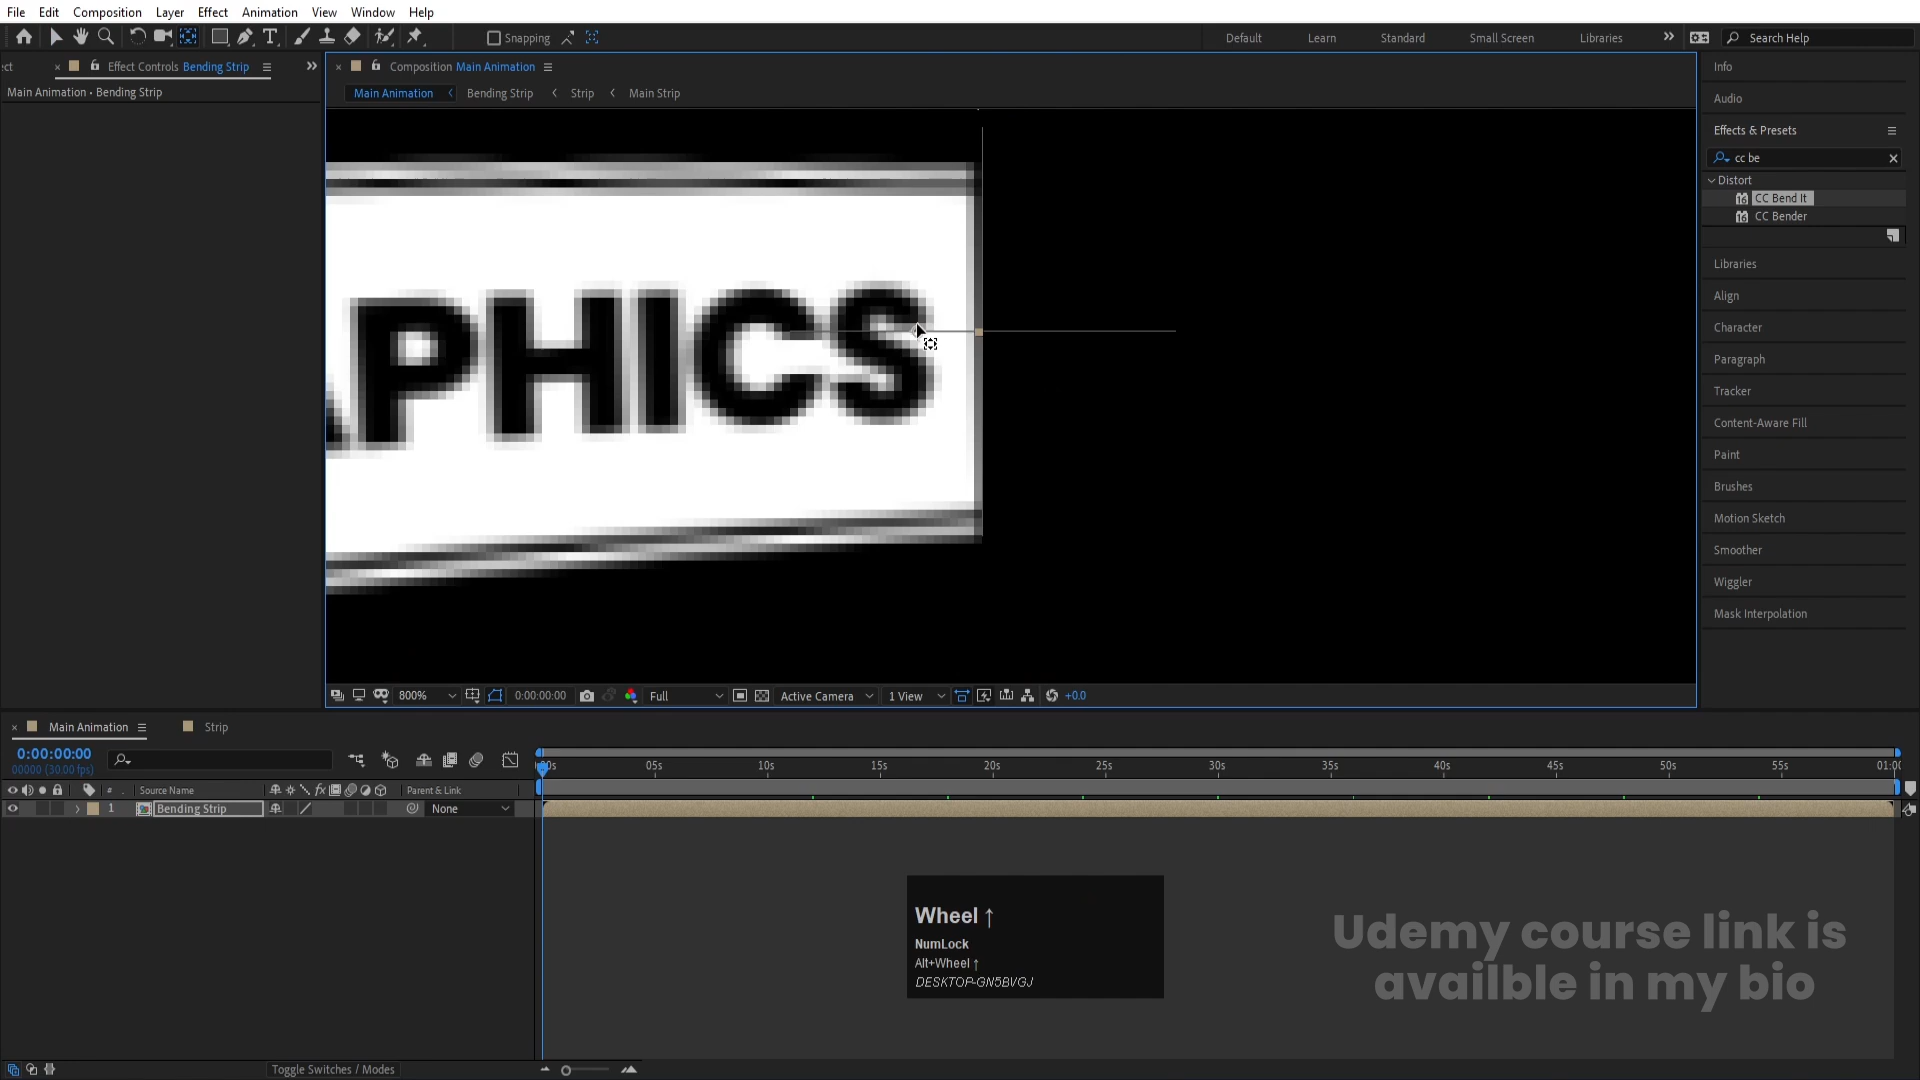 File Edit Composition Layer Effect Animation View Window Help
Snapping
Default Learn Standard Small Screen Libraries » Search Help
ct × Effect Controls Bending Strip »
Main Animation • Bending Strip
× Composition Main Animation
Main Animation < Bending Strip < Strip < Main Strip
PHICS
800% 0:00:00:00 Full Active Camera 1 View +0.0
Info
Audio
Effects & Presets
cc be
Distort
CC Bend It
CC Bender
Libraries
Align
Character
Paragraph
Tracker
Content-Aware Fill
Paint
Brushes
Motion Sketch
Smoother
Wiggler
Mask Interpolation
× Main Animation Strip
0:00:00:00
00000 (30.00 fps)
# Source Name Parent & Link
1 Bending Strip None
05s 10s 15s 20s 25s 30s 35s 40s 45s 50s 55s 01:00
Wheel ↑
NumLock
Alt+Wheel ↑
DESKTOP-GN5BVGJ
Udemy course link is
availble in my bio
Toggle Switches / Modes